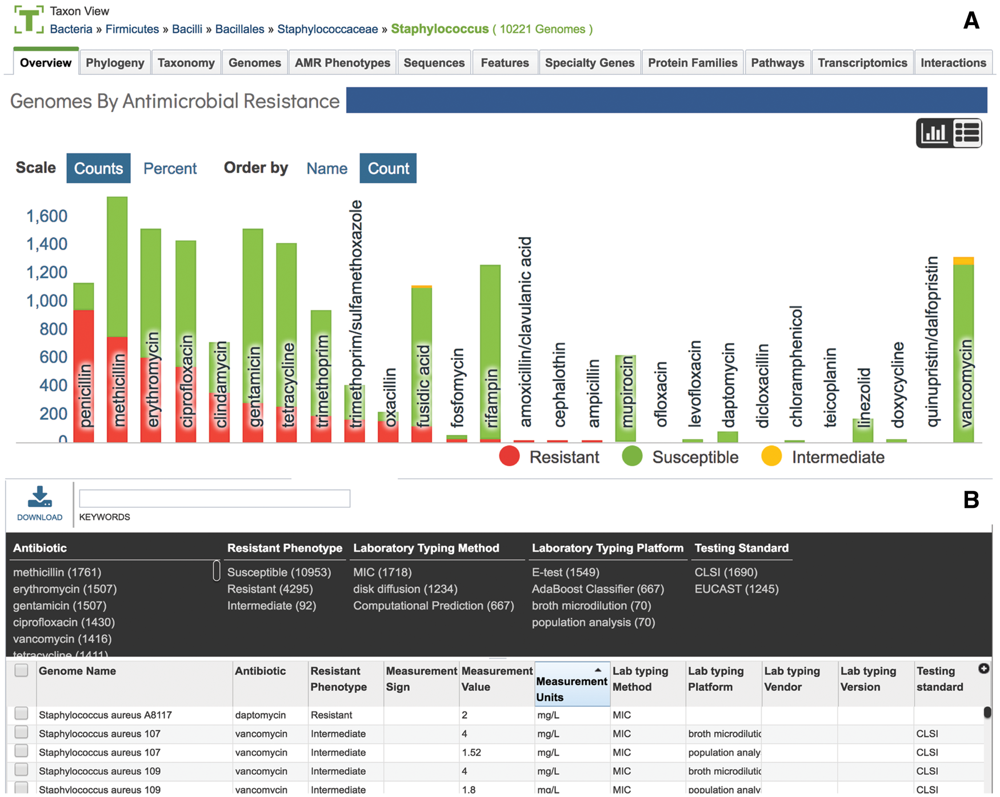 T
Taxon View
A
Bacteria » Firmicutes » Bacilli » Bacillales » Staphylococcaceae » Staphylococcus ( 10221 Genomes )
Overview Phylogeny Taxonomy Genomes AMR Phenotypes Sequences Features Specialty Genes Protein Families Pathways Transcriptomics Interactions
Genomes By Antimicrobial Resistance
Scale Counts Percent Order by Name Count
1,600
1,400
1,200
1,000
800
600
400
200
0
penicillin
methicillin
erythromycin
ciprofloxacin
clindamycin
gentamicin
tetracycline
trimethoprim
trimethoprim/sulfamethoxazole
oxacillin
fusidic acid
fosfomycin
rifampin
amoxicillin/clavulanic acid
cephalothin
ampicillin
mupirocin
ofloxacin
levofloxacin
daptomycin
dicloxacillin
chloramphenicol
teicoplanin
linezolid
doxycycline
quinupristin/dalfopristin
vancomycin
Resistant Susceptible Intermediate
B
DOWNLOAD
KEYWORDS
Antibiotic Resistant Phenotype Laboratory Typing Method Laboratory Typing Platform Testing Standard
methicillin (1761) Susceptible (10953) MIC (1718) E-test (1549) CLSI (1690)
erythromycin (1507) Resistant (4295) disk diffusion (1234) AdaBoost Classifier (667) EUCAST (1245)
gentamicin (1507) Intermediate (92) Computational Prediction (667) broth microdilution (70)
ciprofloxacin (1430) population analysis (70)
vancomycin (1416)
tetracycline (1411)
Genome Name Antibiotic Resistant Measurement Measurement Measurement Lab typing Lab typing Lab typing Lab typing Testing
Phenotype Sign Value Units Method Platform Vendor Version standard
Staphylococcus aureus A8117 daptomycin Resistant 2 mg/L MIC
Staphylococcus aureus 107 vancomycin Intermediate 4 mg/L MIC broth microdilutic CLSI
Staphylococcus aureus 107 vancomycin Intermediate 1.52 mg/L MIC population analy CLSI
Staphylococcus aureus 109 vancomycin Intermediate 4 mg/L MIC broth microdilutic CLSI
Staphylococcus aureus 109 vancomycin Intermediate 1.8 mg/L MIC population analy CLSI